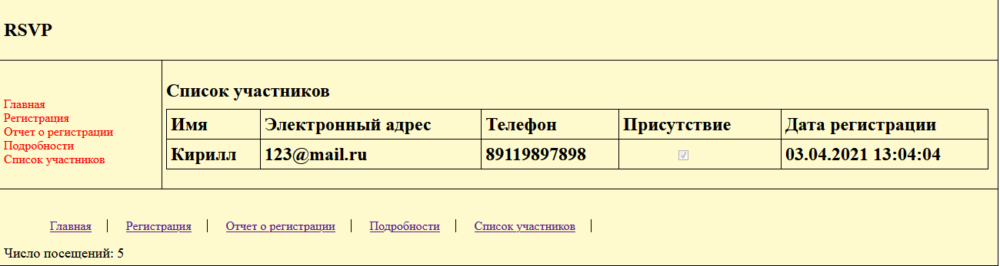 RSVP
Главная
Регистрация
Отчет о регистрации
Подробности
Список участников
Список участников
Имя Электронный адрес Телефон Присутствие Дата регистрации
Кирилл 123@mail.ru 89119897898 03.04.2021 13:04:04
Главная Регистрация Отчет о регистрации Подробности Список участников
Число посещений: 5